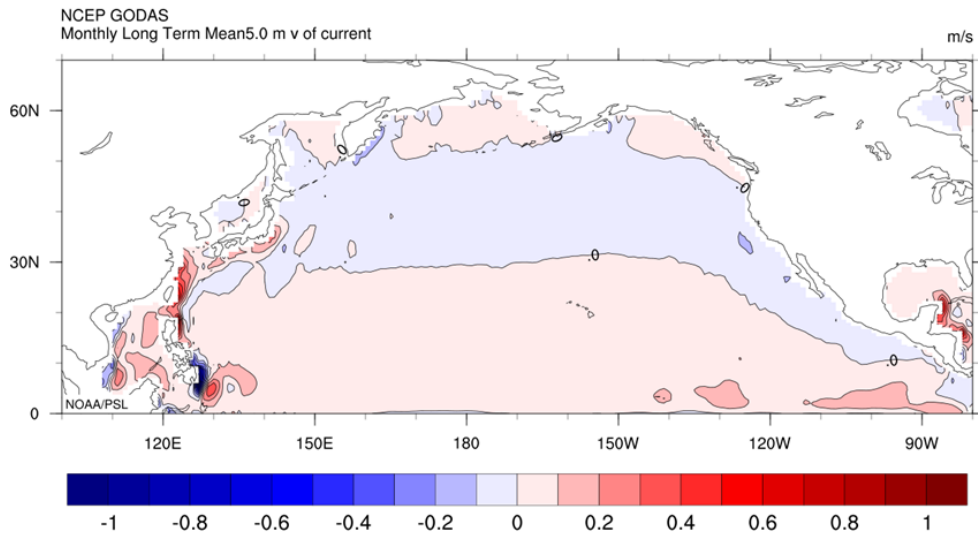 NCEP GODAS
Monthly Long Term Mean5.0 m v of current
m/s
60N
30N
0
0
0
0
0
0
.0
NOAA/PSL
120E 150E 180 150W 120W 90W
-1 -0.8 -0.6 -0.4 -0.2 0 0.2 0.4 0.6 0.8 1